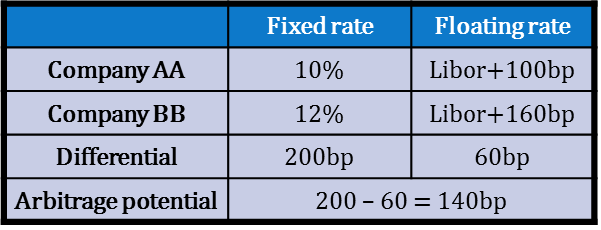 Fixed rate Floating rate
Company AA 10% Libor+100bp
Company BB 12% Libor+160bp
Differential 200bp 60bp
Arbitrage potential 200 – 60 = 140bp